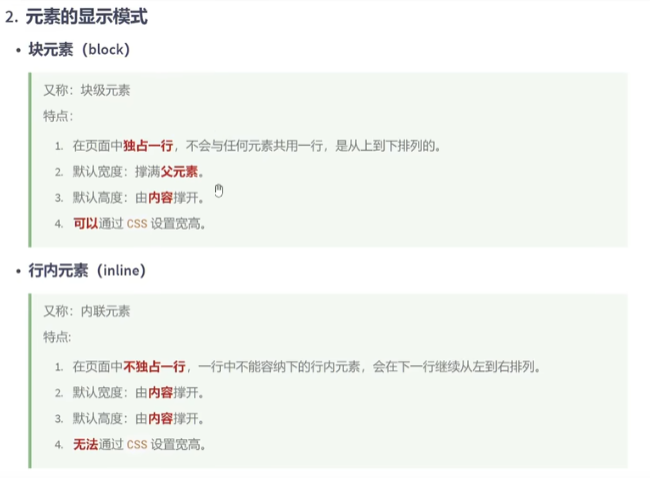 2. 元素的显示模式
• 块元素（block）
又称：块级元素
特点：
1. 在页面中独占一行，不会与任何元素共用一行，是从上到下排列的。
2. 默认宽度：撑满父元素。
3. 默认高度：由内容撑开。
4. 可以通过 CSS 设置宽高。
• 行内元素（inline）
又称：内联元素
特点:
1. 在页面中不独占一行，一行中不能容纳下的行内元素，会在下一行继续从左到右排列。
2. 默认宽度：由内容撑开。
3. 默认高度：由内容撑开。
4. 无法通过 CSS 设置宽高。